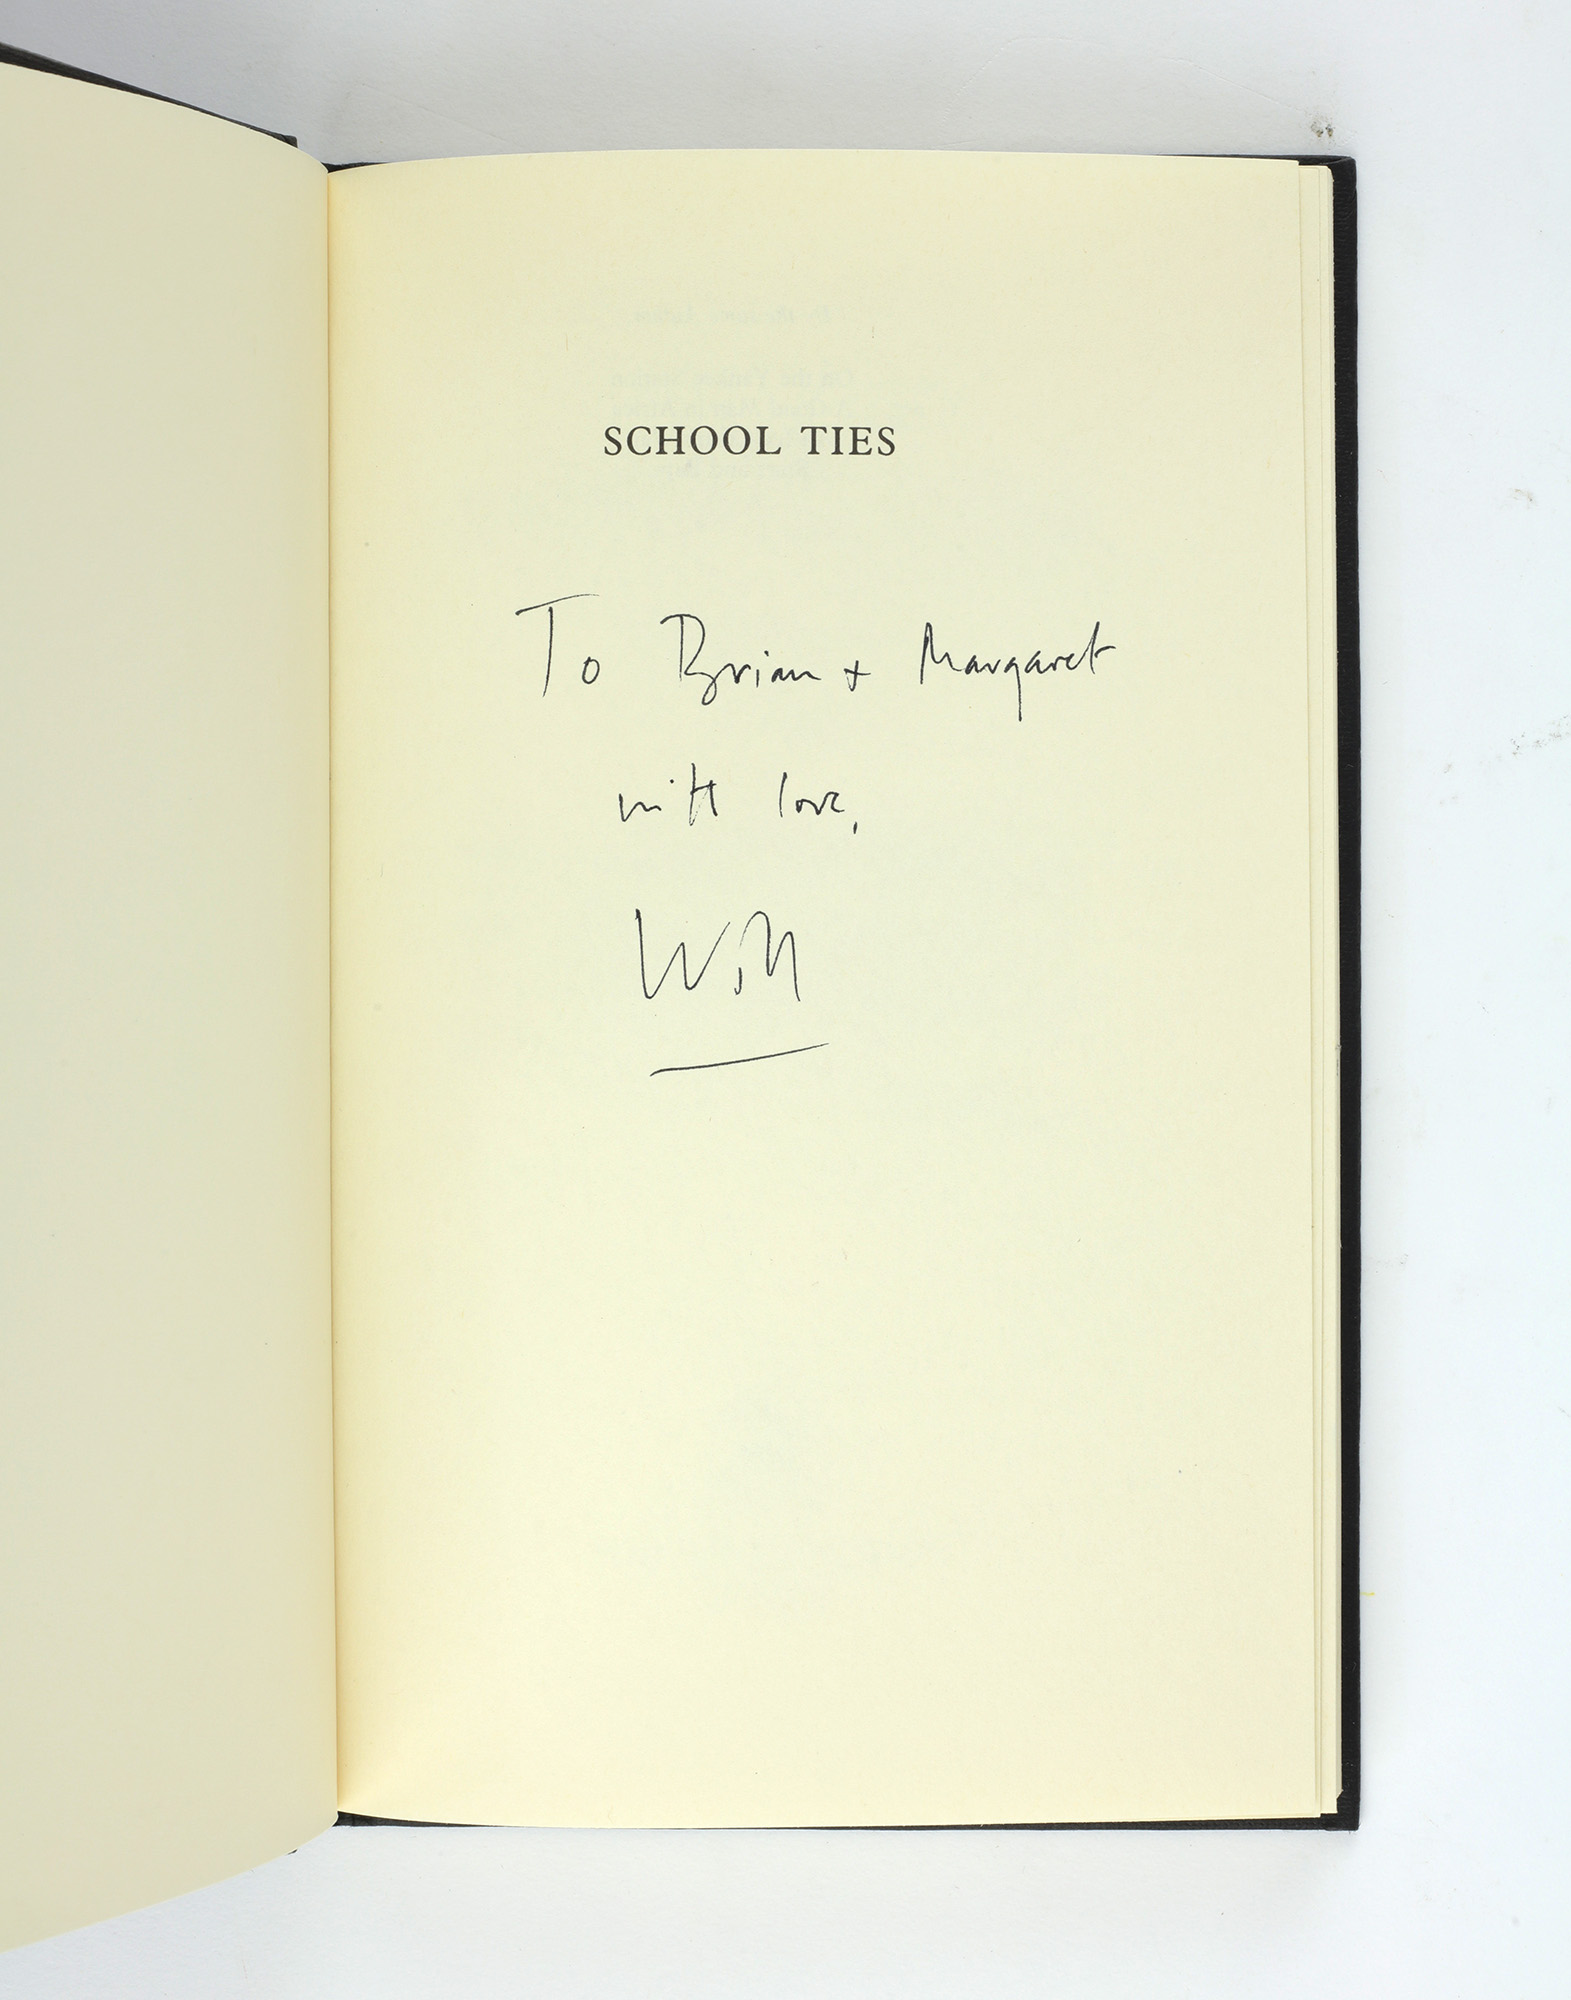 SCHOOL TIES
To Brian + Margaret
with love,
Will